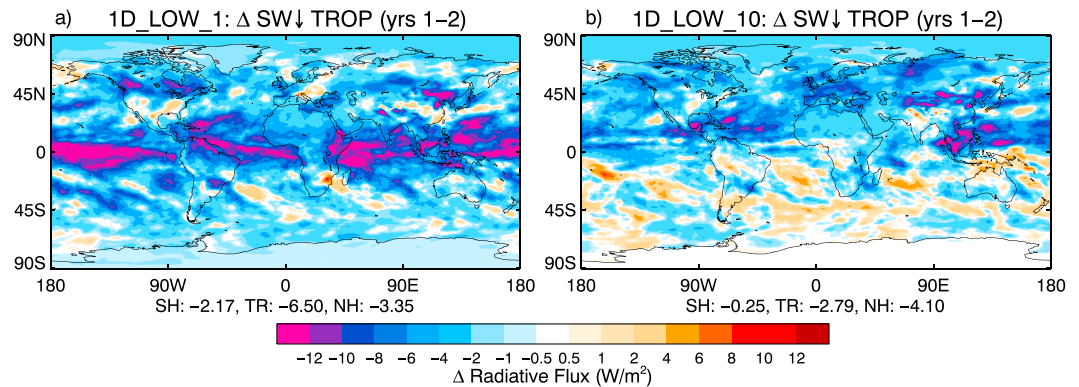 a) 1D_LOW_1: Δ SW↓ TROP (yrs 1−2)
90N
45N
0
45S
90S
180 90W 0 90E 180
SH: −2.17, TR: −6.50, NH: −3.35
b) 1D_LOW_10: Δ SW↓ TROP (yrs 1−2)
90N
45N
0
45S
90S
180 90W 0 90E 180
SH: −0.25, TR: −2.79, NH: −4.10
−12 −10 −8 −6 −4 −2 −1 −0.5 0.5 1 2 4 6 8 10 12
Δ Radiative Flux (W/m²)